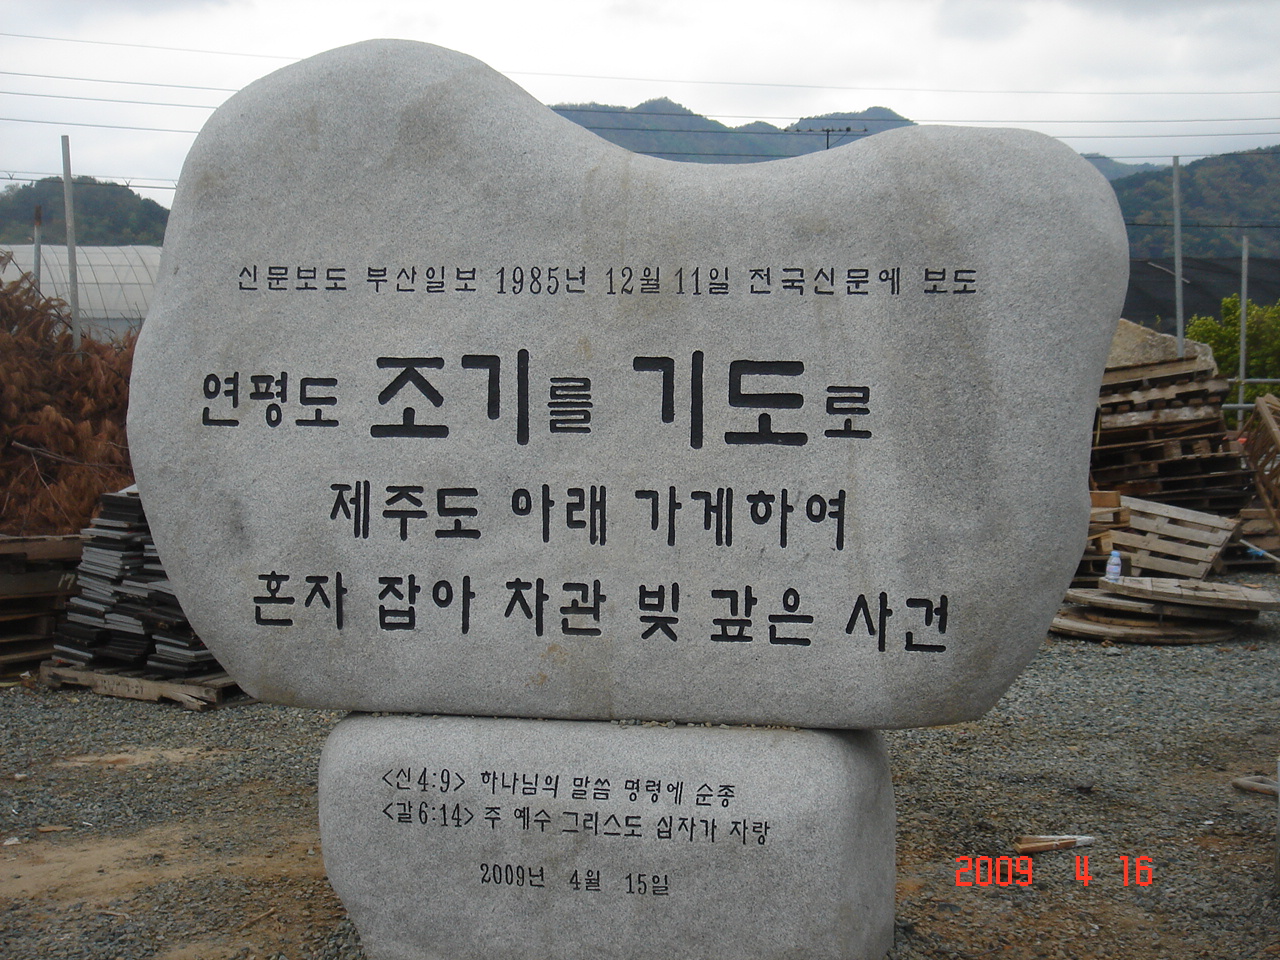 신문보도 부산일보 1985년 12월 11일 전국신문에 보도
연평도 조기를 기도로
제주도 아래 가게하여
혼자 잡아 차관 빚 갚은 사건
<신4:9> 하나님의 말씀 명령에 순종
<갈6:14> 주 예수 그리스도 십자가 자랑
2009년 4월 15일
2009 4 16